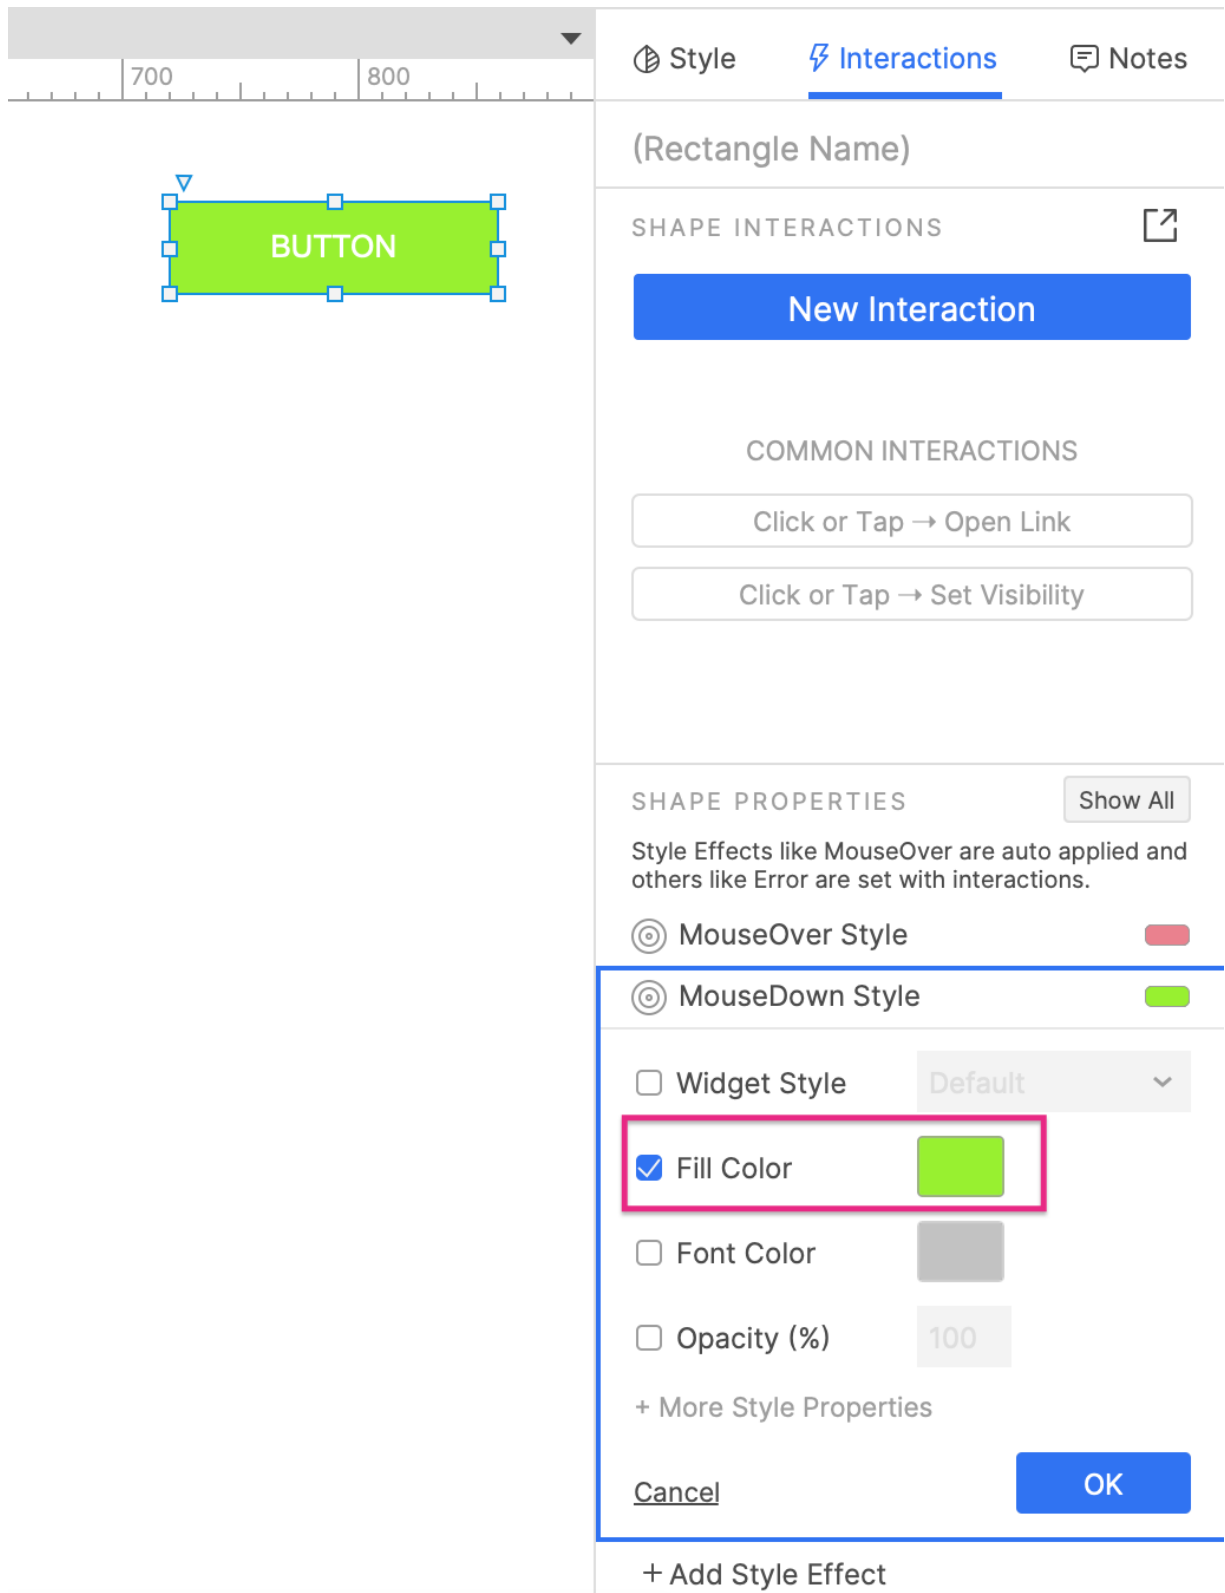 Style
Interactions
Notes
700
800
(Rectangle Name)
SHAPE INTERACTIONS
BUTTON
New Interaction
COMMON INTERACTIONS
Click or Tap → Open Link
Click or Tap → Set Visibility
SHAPE PROPERTIES
Show All
Style Effects like MouseOver are auto applied and
others like Error are set with interactions.
MouseOver Style
MouseDown Style
Widget Style
Default
Fill Color
Font Color
Opacity (%)
100
+ More Style Properties
Cancel
OK
+ Add Style Effect